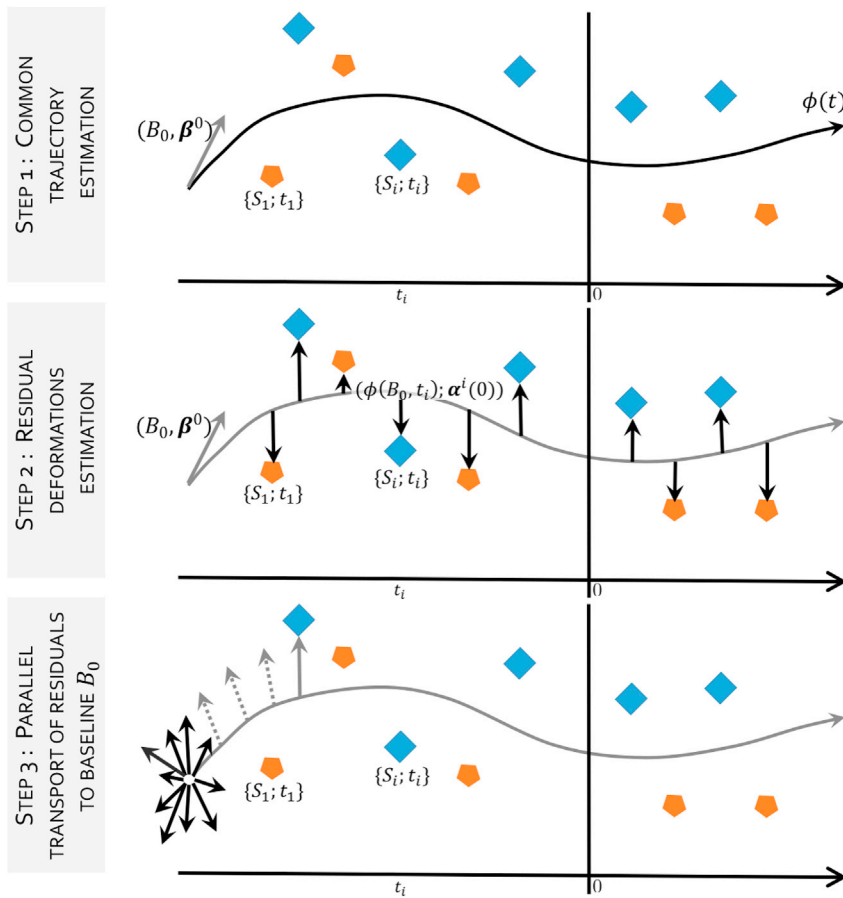 STEP 1 : COMMON
TRAJECTORY
ESTIMATION
(B₀, β⁰)
ϕ(t)
{S₁; t₁}
{Sᵢ; tᵢ}
tᵢ
0
STEP 2 : RESIDUAL
DEFORMATIONS
ESTIMATION
(B₀, β⁰)
(ϕ(B₀, tᵢ); αⁱ(0))
{S₁; t₁}
{Sᵢ; tᵢ}
tᵢ
0
STEP 3 : PARALLEL
TRANSPORT OF RESIDUALS
TO BASELINE B₀
{S₁; t₁}
{Sᵢ; tᵢ}
tᵢ
0